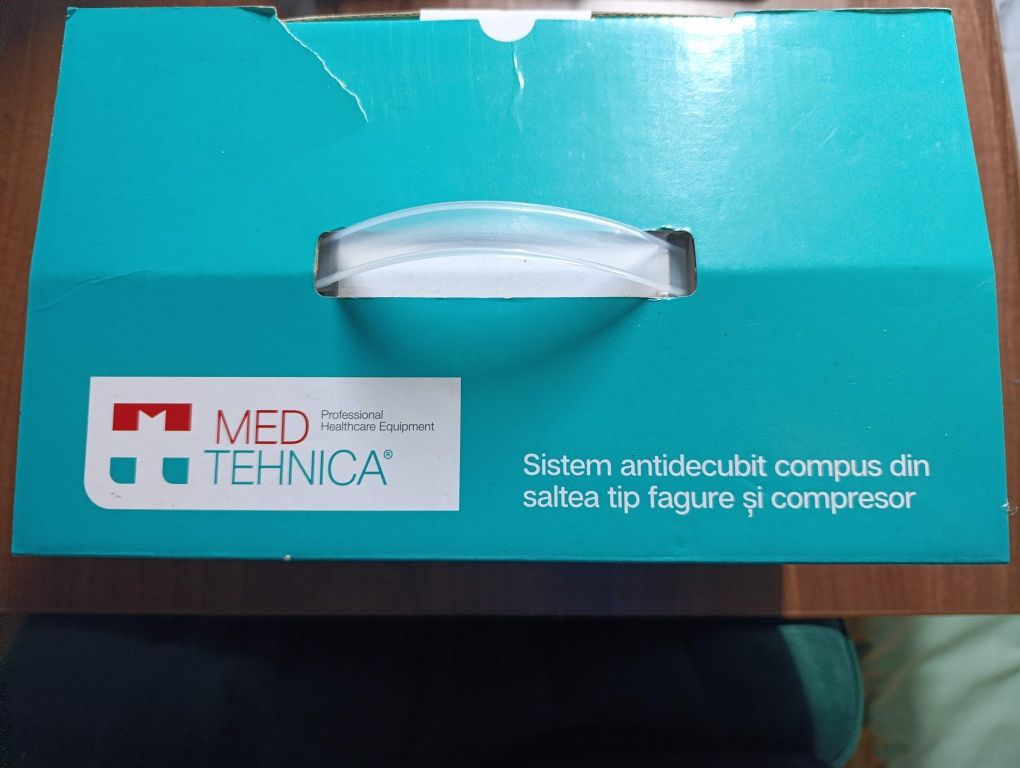 MED
TEHNICA®
Professional
Healthcare Equipment
Sistem antidecubit compus din
saltea tip fagure și compresor